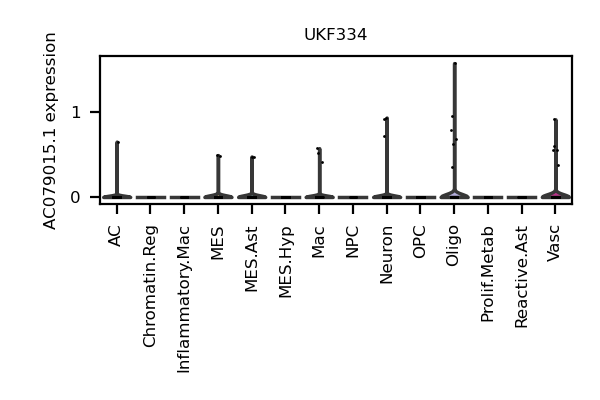 UKF334
AC079015.1 expression
1
0
AC
Chromatin.Reg
Inflammatory.Mac
MES
MES.Ast
MES.Hyp
Mac
NPC
Neuron
OPC
Oligo
Prolif.Metab
Reactive.Ast
Vasc